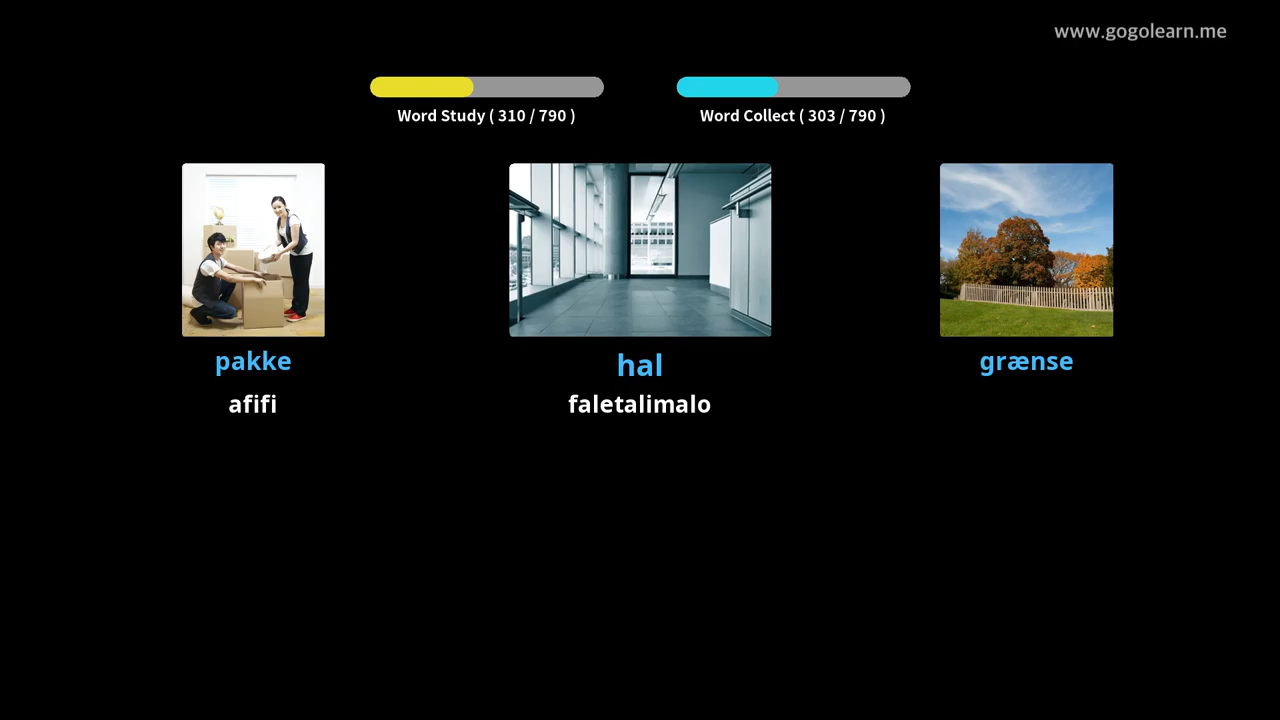 www.gogolearn.me
Word Study ( 310 / 790 )
Word Collect ( 303 / 790 )
pakke
hal
grænse
afifi
faletalimalo